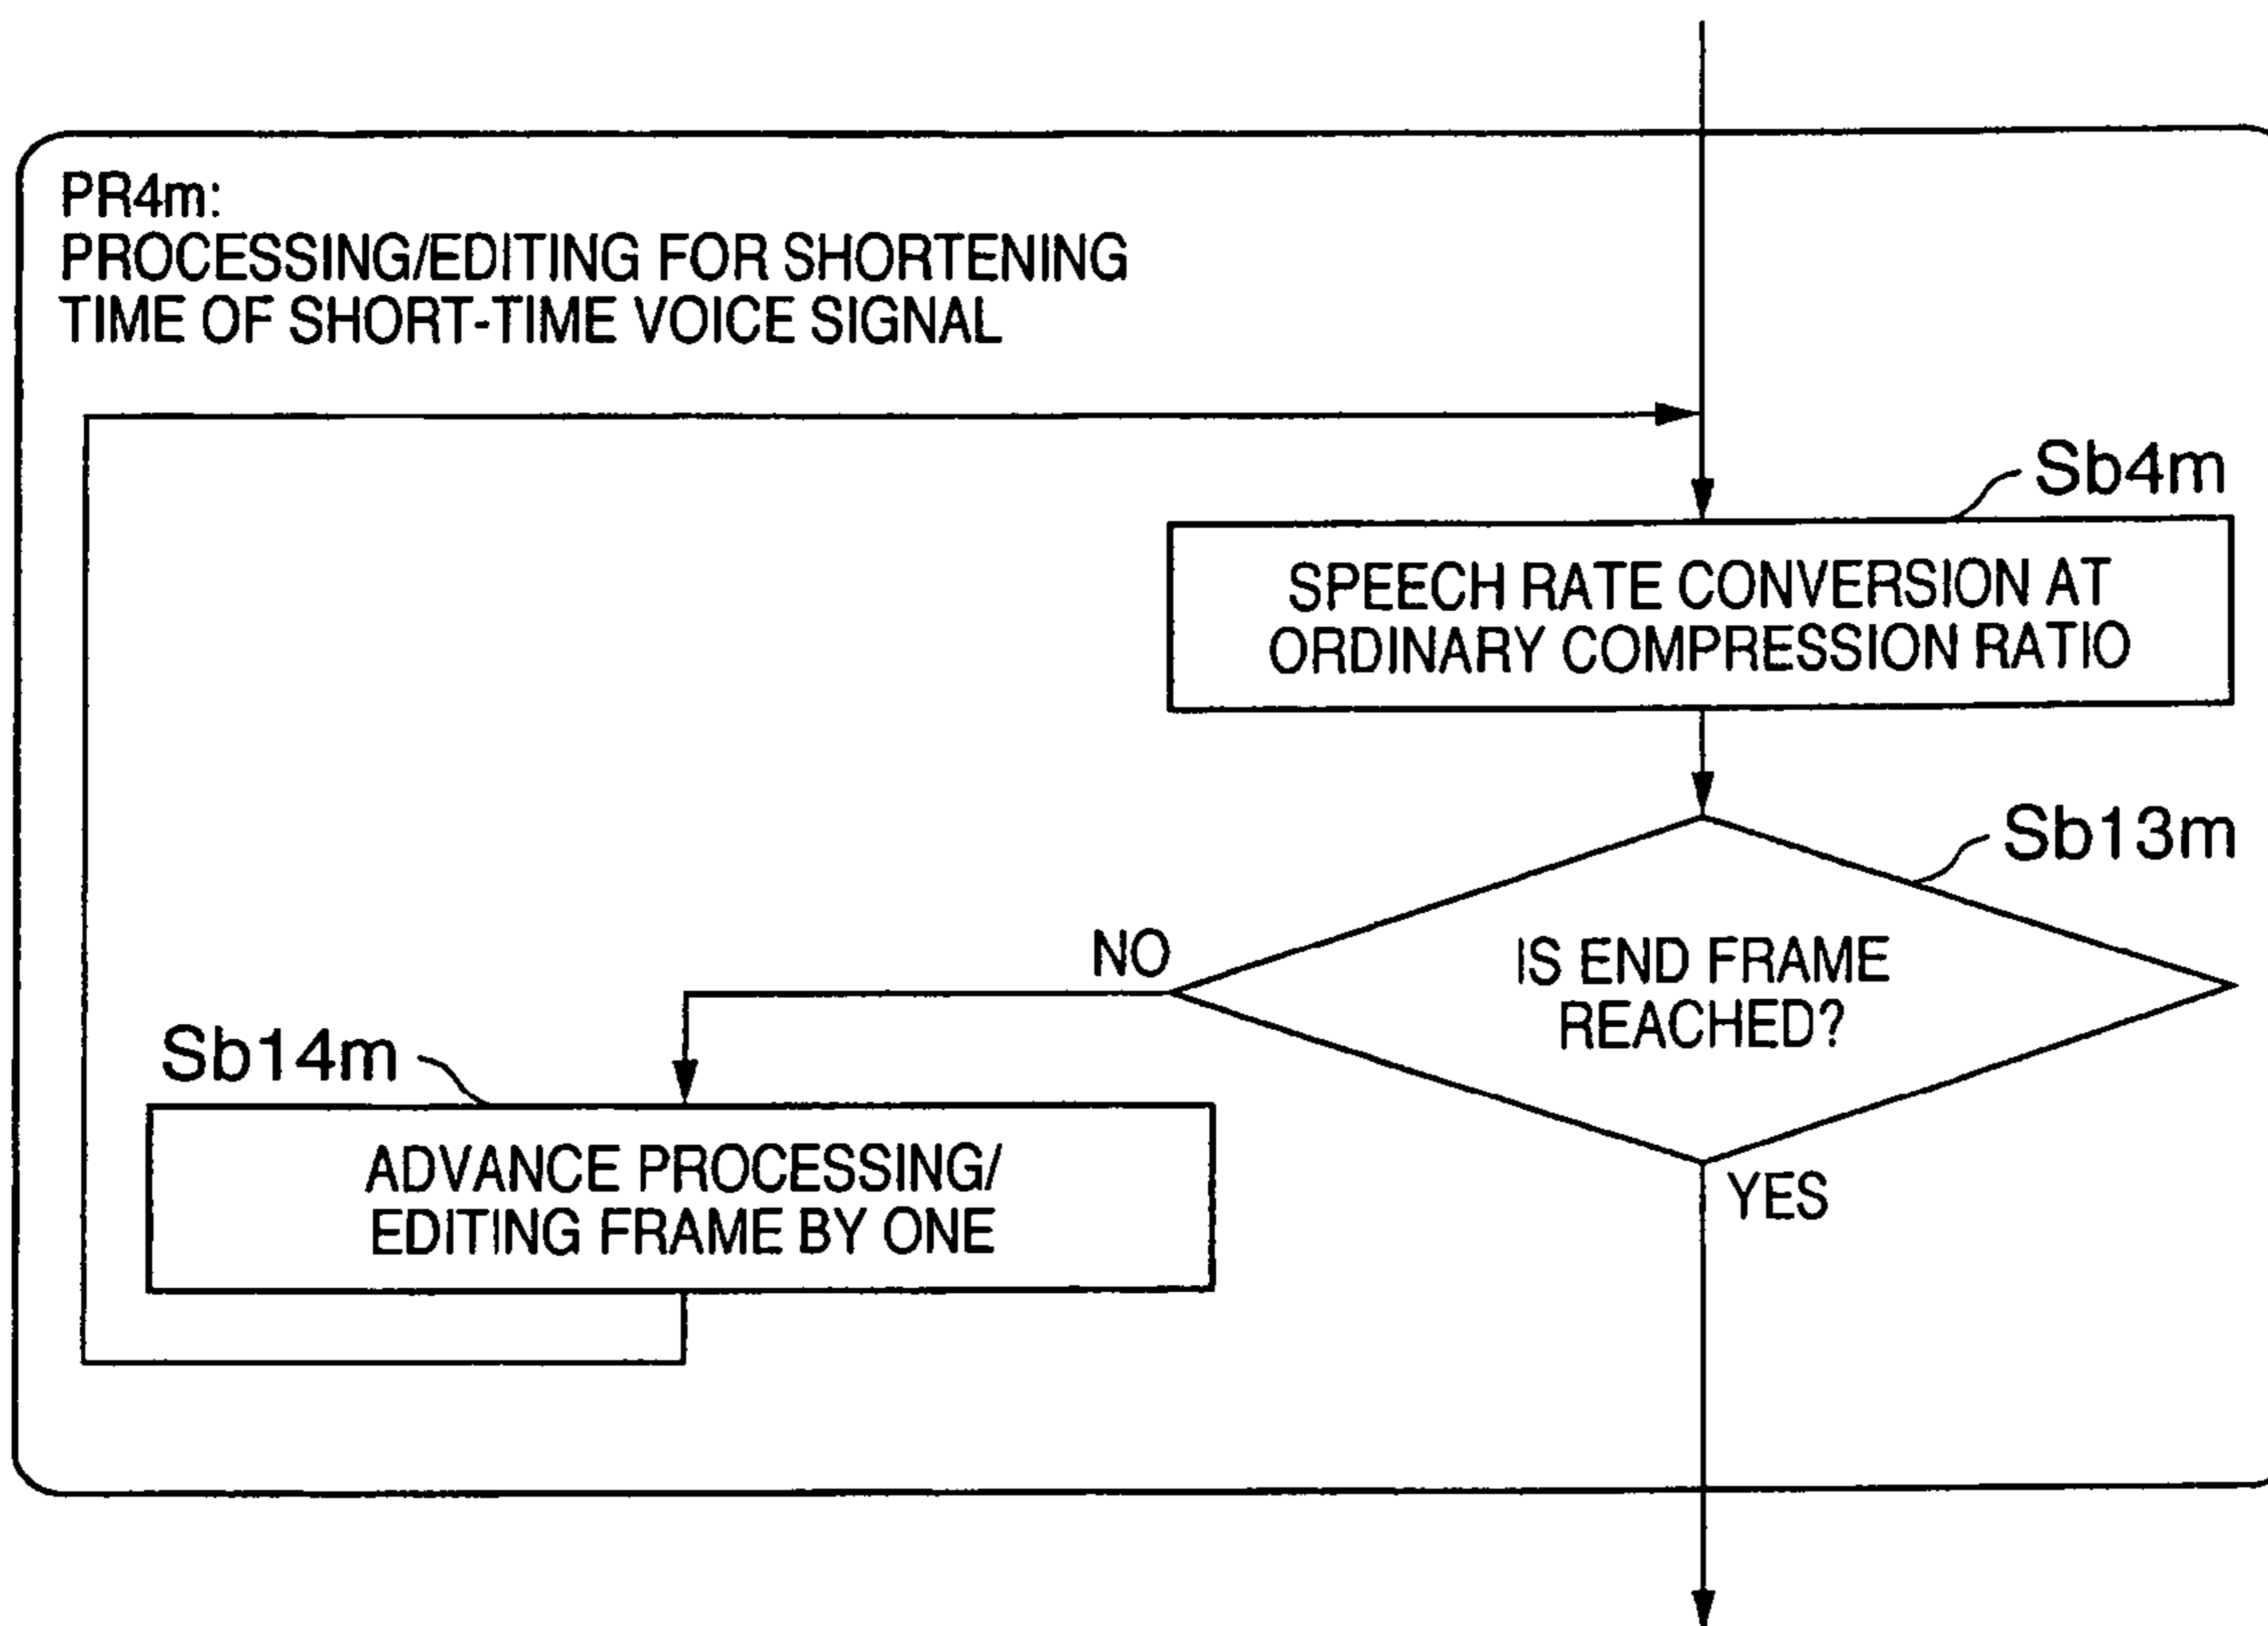 PR4m:
PROCESSING/EDITING FOR SHORTENING
TIME OF SHORT-TIME VOICE SIGNAL
Sb4m
SPEECH RATE CONVERSION AT
ORDINARY COMPRESSION RATIO
Sb13m
NO
IS END FRAME
REACHED?
Sb14m
YES
ADVANCE PROCESSING/
EDITING FRAME BY ONE